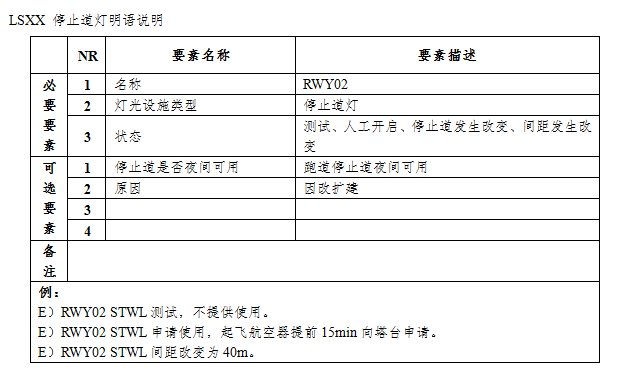 LSXX 停止道灯明语说明
NR 要素名称 要素描述
必要要素
1 名称 RWY02
2 灯光设施类型 停止道灯
3 状态 测试、人工开启、停止道发生改变、间距发生改
变
可选要素
1 停止道是否夜间可用 跑道停止道夜间可用
2 原因 因改扩建
3
4
备注
例：
E）RWY02 STWL 测试，不提供使用。
E）RWY02 STWL 申请使用，起飞航空器提前 15min 向塔台申请。
E）RWY02 STWL 间距改变为 40m。